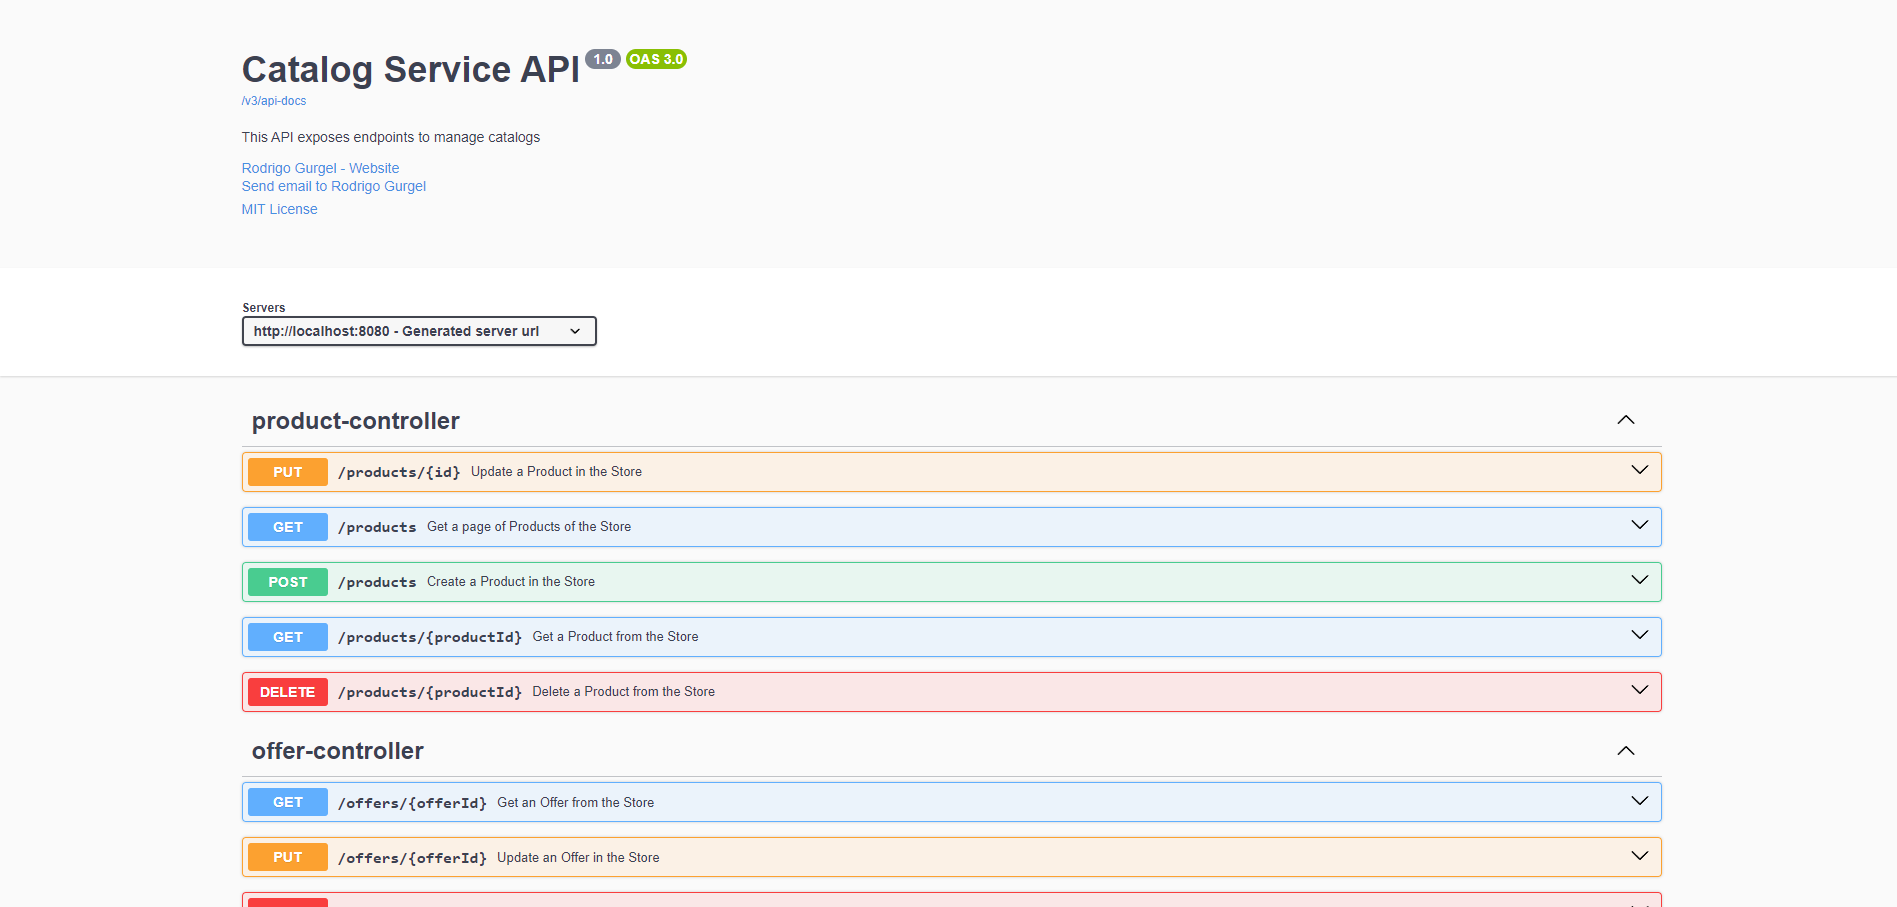 Catalog Service API 1.0 OAS 3.0
/v3/api-docs
This API exposes endpoints to manage catalogs
Rodrigo Gurgel - Website
Send email to Rodrigo Gurgel
MIT License
Servers
http://localhost:8080 - Generated server url
product-controller
PUT /products/{id} Update a Product in the Store
GET /products Get a page of Products of the Store
POST /products Create a Product in the Store
GET /products/{productId} Get a Product from the Store
DELETE /products/{productId} Delete a Product from the Store
offer-controller
GET /offers/{offerId} Get an Offer from the Store
PUT /offers/{offerId} Update an Offer in the Store